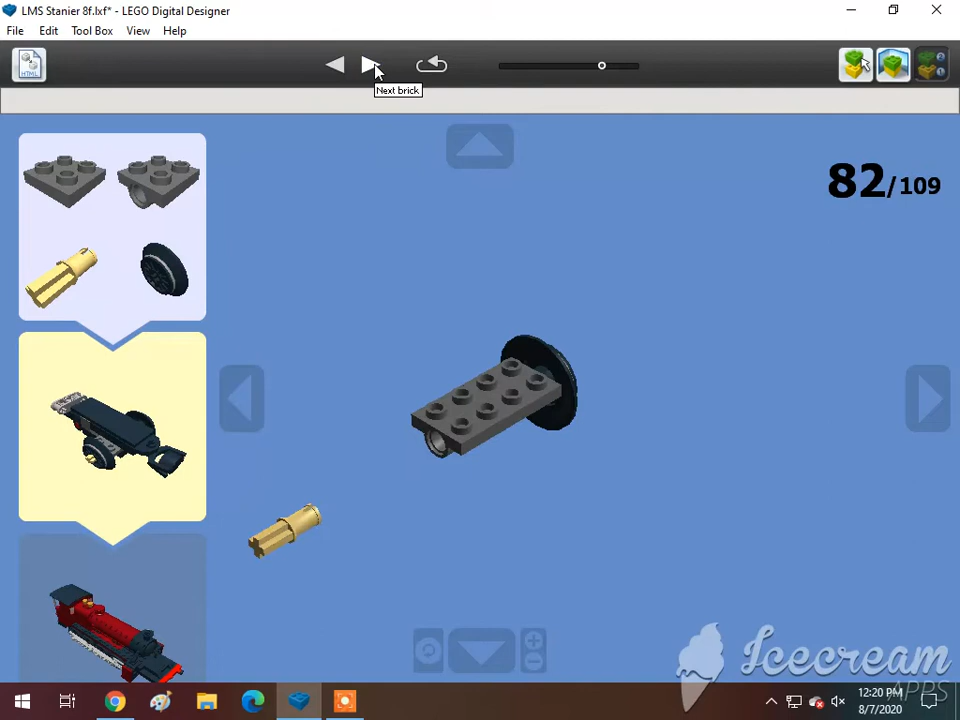 LMS Stanier 8f.lxf* - LEGO Digital Designer
File Edit Tool Box View Help
HTML
Next brick
82/109
Icecream
APPS
12:20 PM
8/7/2020